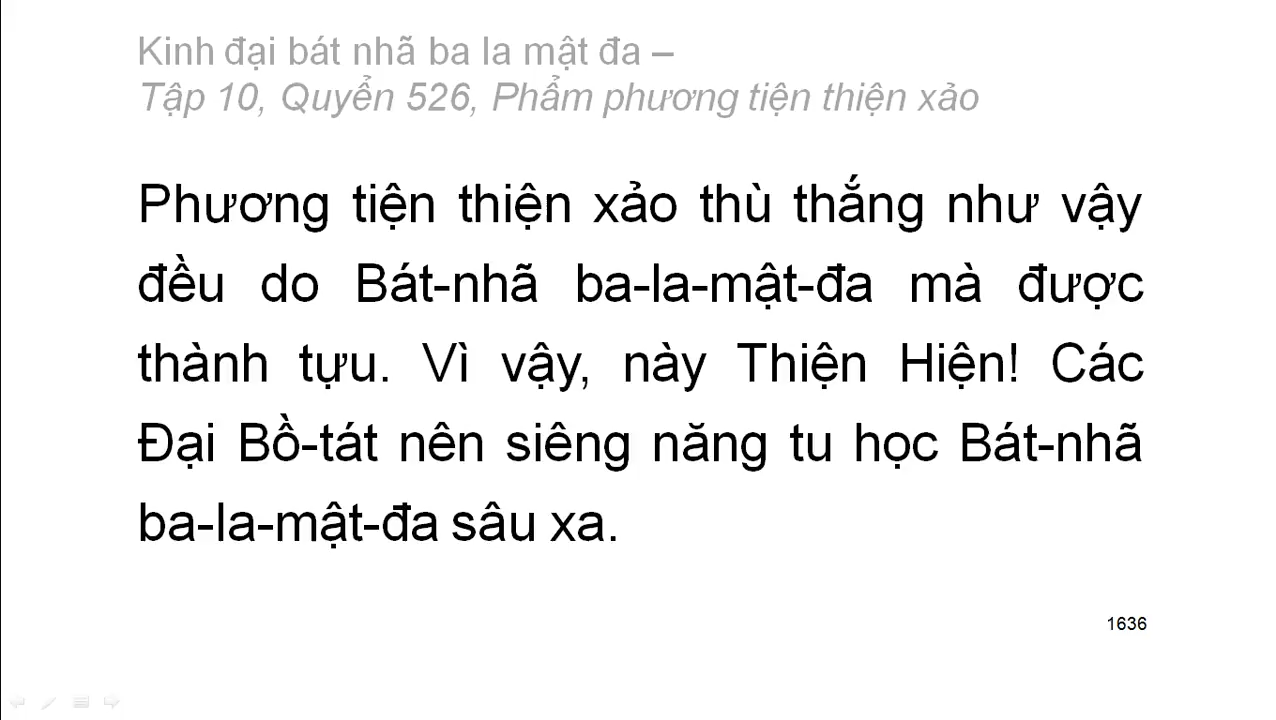 Kinh đại bát nhã ba la mật đa –
Tập 10, Quyển 526, Phẩm phương tiện thiện xảo
Phương tiện thiện xảo thù thắng như vậy
đều do Bát-nhã ba-la-mật-đa mà được
thành tựu. Vì vậy, này Thiện Hiện! Các
Đại Bồ-tát nên siêng năng tu học Bát-nhã
ba-la-mật-đa sâu xa.
1636